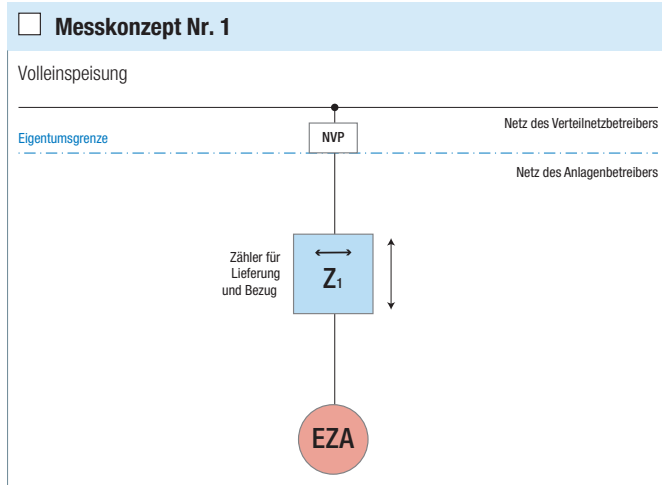 Messkonzept Nr. 1
Volleinspeisung
Netz des Verteilnetzbetreibers
Eigentumsgrenze
NVP
Netz des Anlagenbetreibers
Zähler für
Lieferung
und Bezug
Z1
EZA